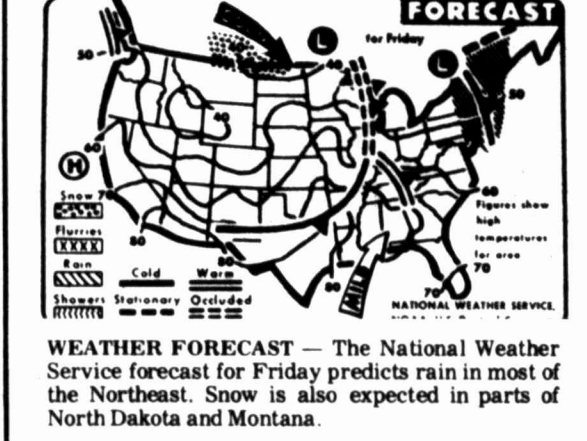 FORECAST
for Friday
L
L
40
40
50
50
40
60
H
Snow 70
Flurries
Rain
Showers
80
80
80
Cold
Warm
Stationary
Occluded
60
Figures show
high
temperatures
for area
70
70
NATIONAL WEATHER SERVICE,
WEATHER FORECAST — The National Weather
Service forecast for Friday predicts rain in most of
the Northeast. Snow is also expected in parts of
North Dakota and Montana.